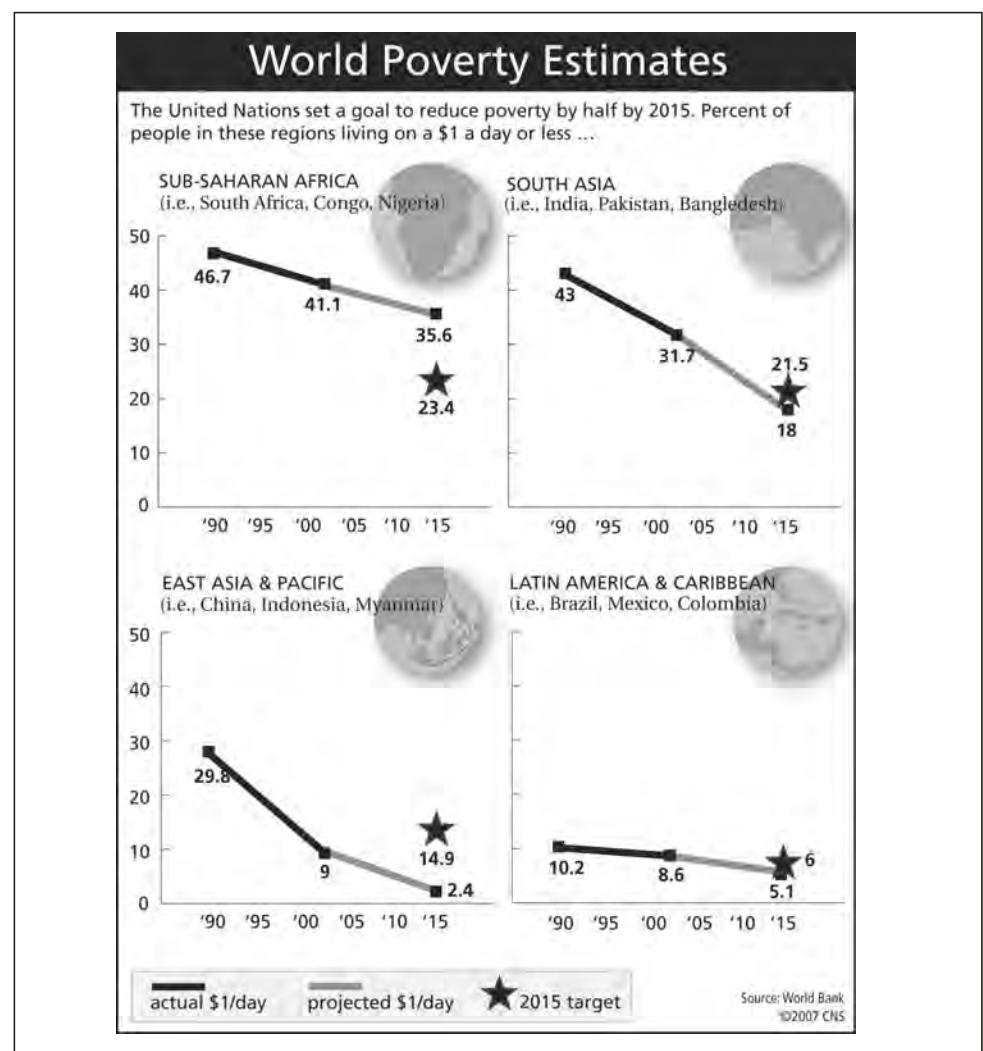 World Poverty Estimates
The United Nations set a goal to reduce poverty by half by 2015. Percent of
people in these regions living on a $1 a day or less ...
SUB-SAHARAN AFRICA
(i.e., South Africa, Congo, Nigeria)
50
40
30
20
10
0
46.7
41.1
35.6
23.4
'90 '95 '00 '05 '10 '15
SOUTH ASIA
(i.e., India, Pakistan, Bangledesh)
43
31.7
21.5
18
'90 '95 '00 '05 '10 '15
EAST ASIA & PACIFIC
(i.e., China, Indonesia, Myanmar)
50
40
30
20
10
0
29.8
9
14.9
2.4
'90 '95 '00 '05 '10 '15
LATIN AMERICA & CARIBBEAN
(i.e., Brazil, Mexico, Colombia)
10.2
8.6
6
5.1
'90 '95 '00 '05 '10 '15
actual $1/day projected $1/day 2015 target
Source: World Bank
©2007 CNS